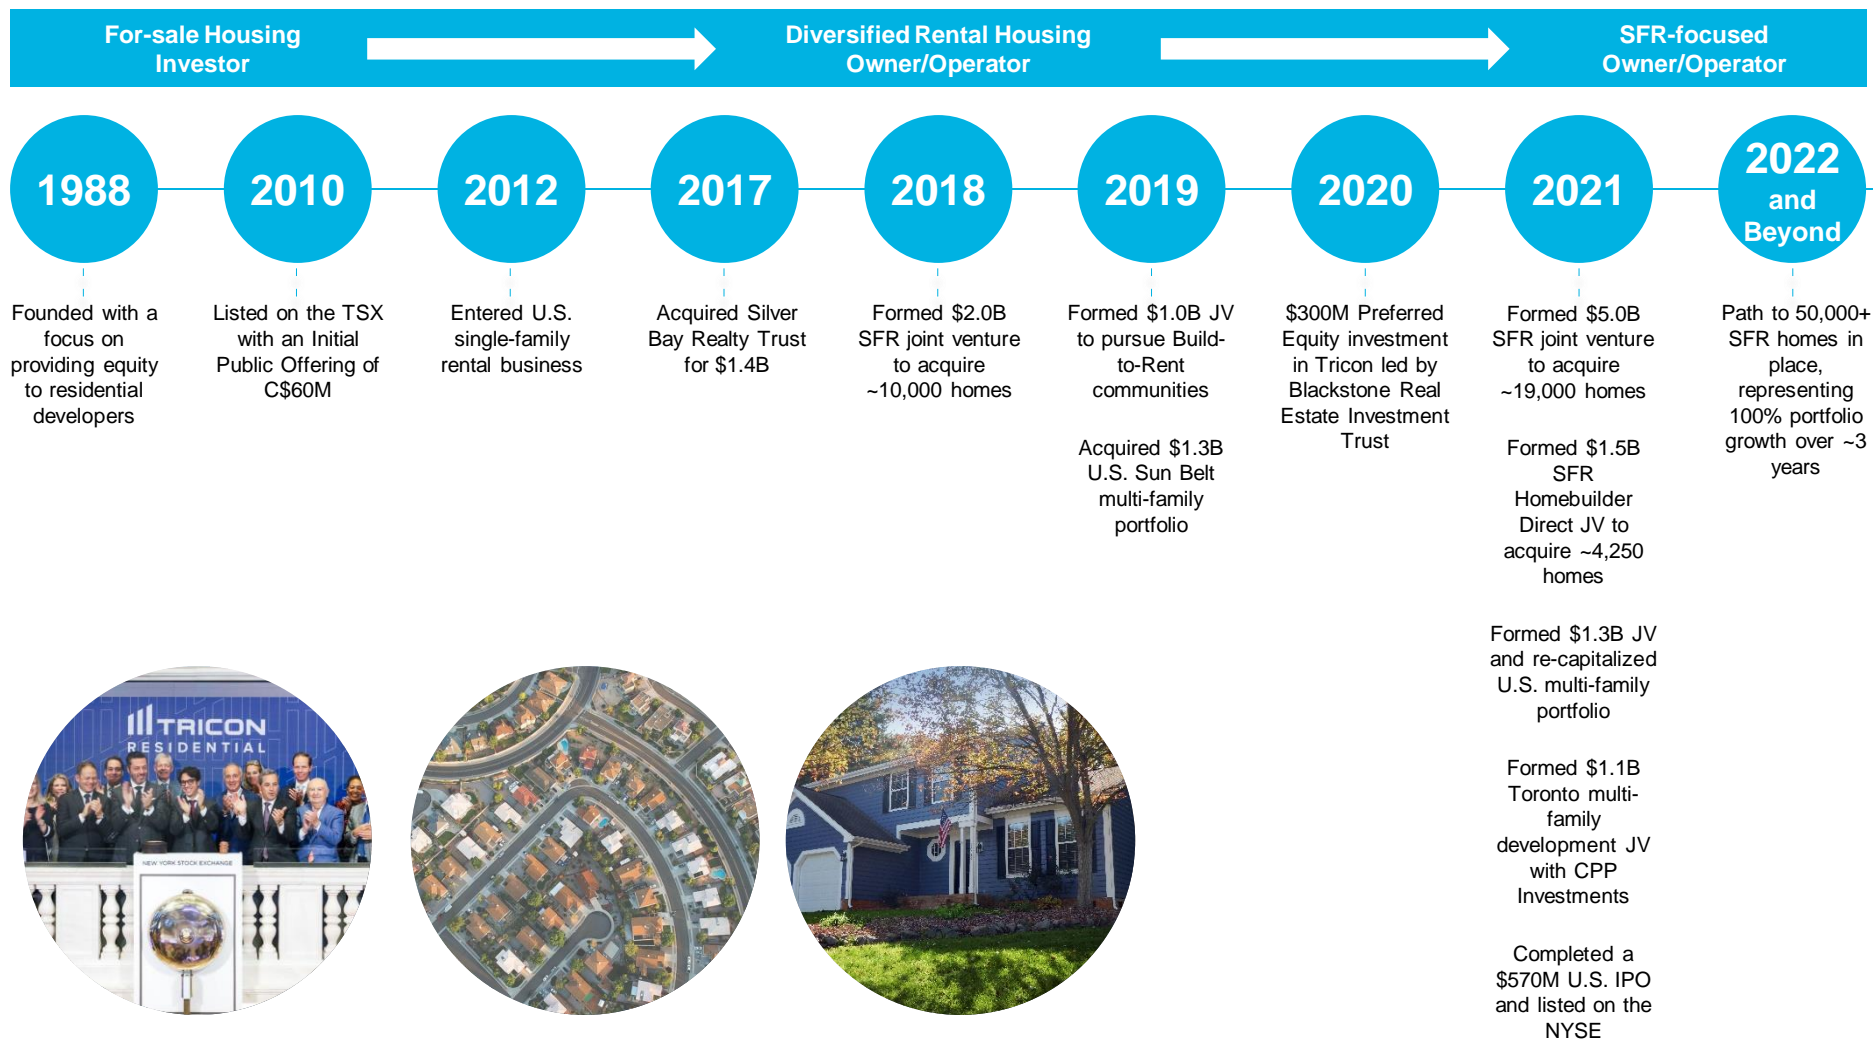 For-sale Housing
Investor
Diversified Rental Housing
Owner/Operator
SFR-focused
Owner/Operator
1988
Founded with a
focus on
providing equity
to residential
developers
2010
Listed on the TSX
with an Initial
Public Offering of
C$60M
2012
Entered U.S.
single-family
rental business
2017
Acquired Silver
Bay Realty Trust
for $1.4B
2018
Formed $2.0B
SFR joint venture
to acquire
~10,000 homes
2019
Formed $1.0B JV
to pursue Build-
to-Rent
communities
Acquired $1.3B
U.S. Sun Belt
multi-family
portfolio
2020
$300M Preferred
Equity investment
in Tricon led by
Blackstone Real
Estate Investment
Trust
2021
Formed $5.0B
SFR joint venture
to acquire
~19,000 homes
Formed $1.5B
SFR
Homebuilder
Direct JV to
acquire ~4,250
homes
Formed $1.3B JV
and re-capitalized
U.S. multi-family
portfolio
Formed $1.1B
Toronto multi-
family
development JV
with CPP
Investments
Completed a
$570M U.S. IPO
and listed on the
NYSE
2022
and
Beyond
Path to 50,000+
SFR homes in
place,
representing
100% portfolio
growth over ~3
years
TRICON
RESIDENTIAL
NEW YORK STOCK EXCHANGE